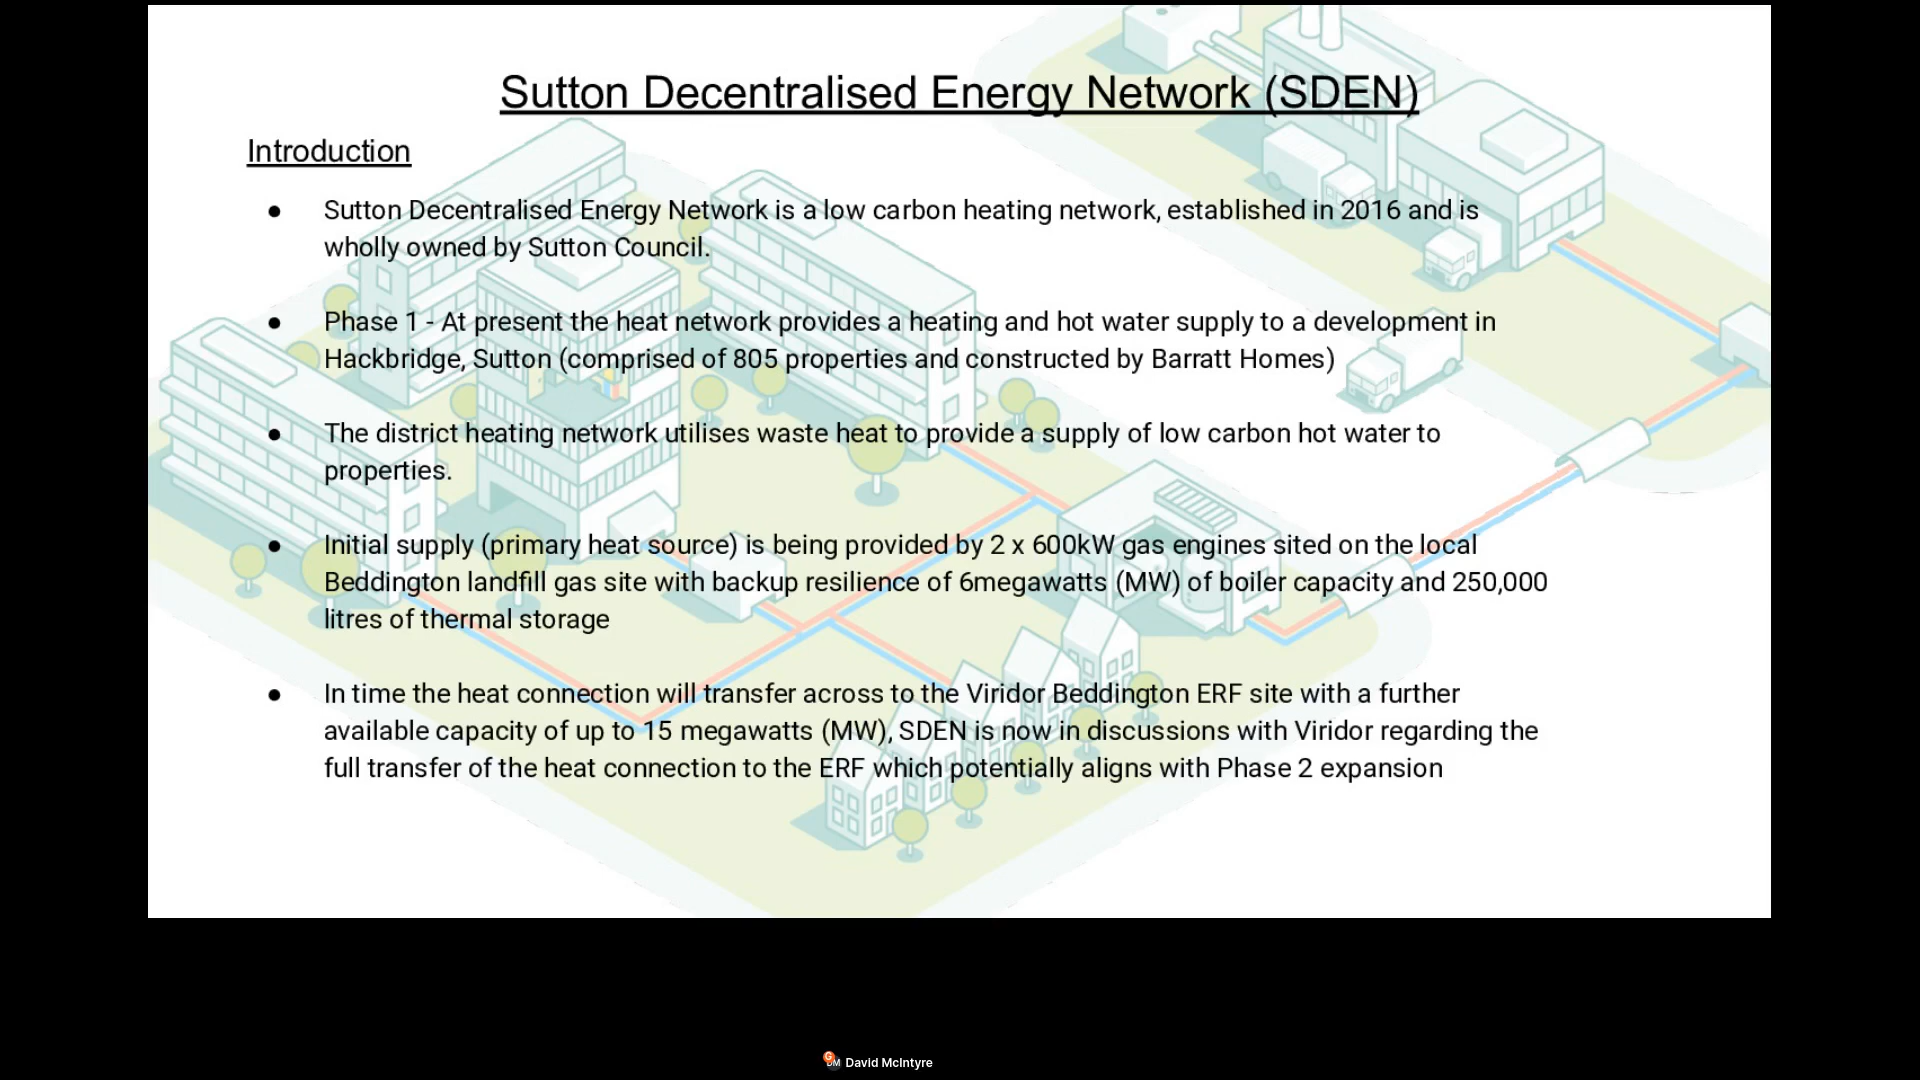 Sutton Decentralised Energy Network (SDEN)
Introduction
● Sutton Decentralised Energy Network is a low carbon heating network, established in 2016 and is
wholly owned by Sutton Council.
● Phase 1 - At present the heat network provides a heating and hot water supply to a development in
Hackbridge, Sutton (comprised of 805 properties and constructed by Barratt Homes)
● The district heating network utilises waste heat to provide a supply of low carbon hot water to
properties.
● Initial supply (primary heat source) is being provided by 2 x 600kW gas engines sited on the local
Beddington landfill gas site with backup resilience of 6megawatts (MW) of boiler capacity and 250,000
litres of thermal storage
● In time the heat connection will transfer across to the Viridor Beddington ERF site with a further
available capacity of up to 15 megawatts (MW), SDEN is now in discussions with Viridor regarding the
full transfer of the heat connection to the ERF which potentially aligns with Phase 2 expansion
G DM David McIntyre